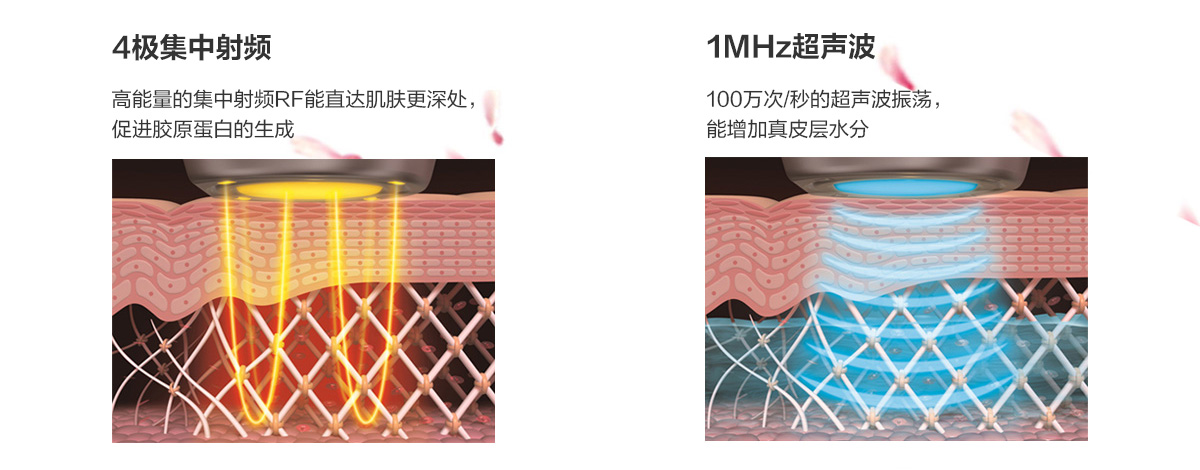 4极集中射频
高能量的集中射频RF能直达肌肤更深处，
促进胶原蛋白的生成
1MHz超声波
100万次/秒的超声波振荡，
能增加真皮层水分